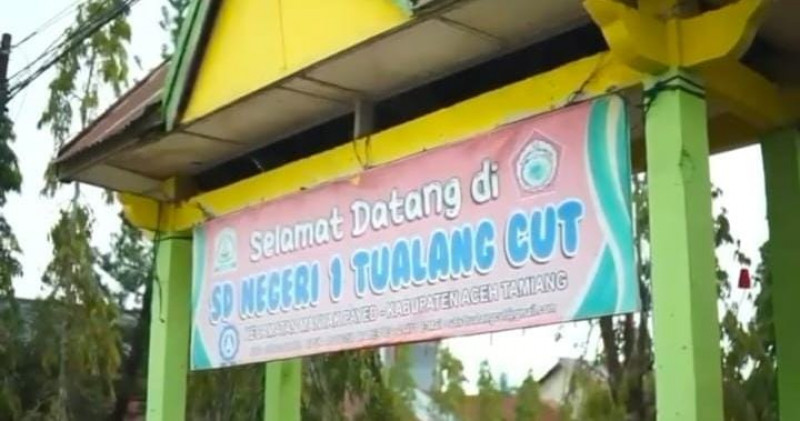 Selamat Datang di
SD NEGERI 1 TUALANG CUT
KECAMATAN MANYAK PAYED - KABUPATEN ACEH TAMIANG